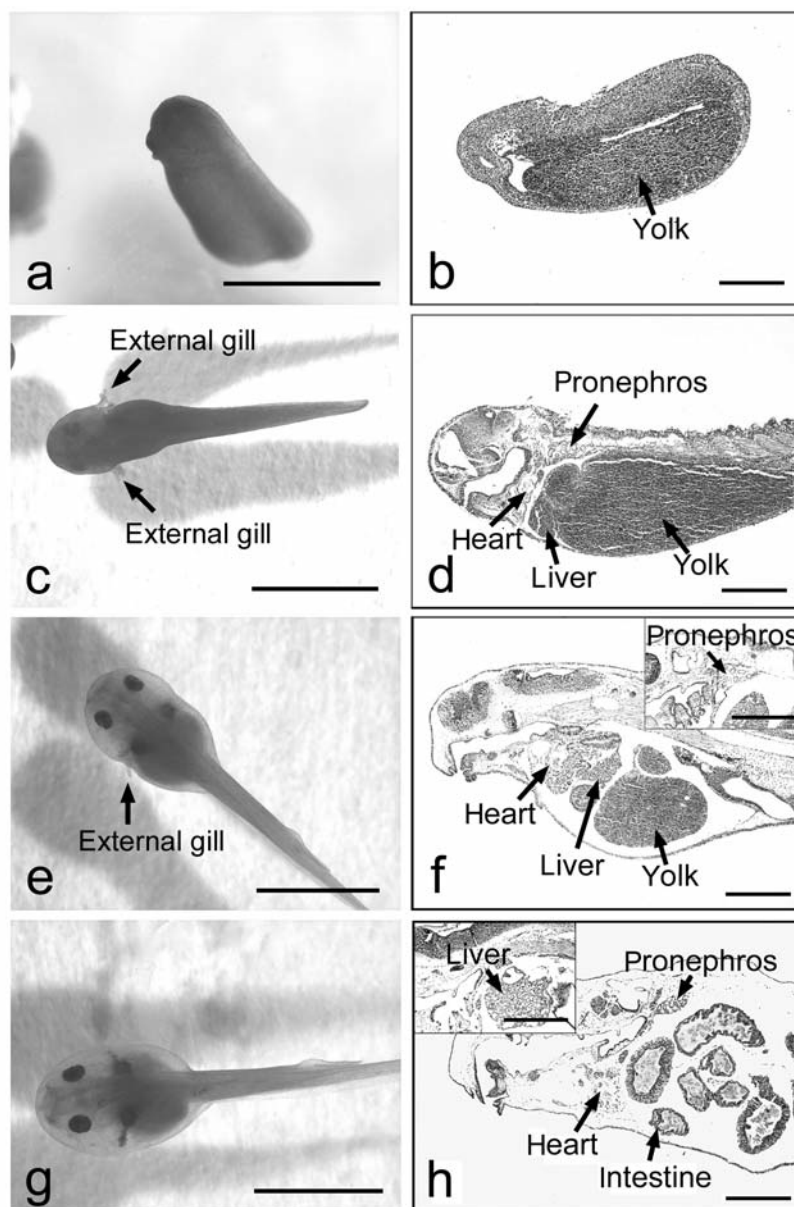 a
Yolk
b
External gill
External gill
c
Pronephros
Heart
Liver
Yolk
d
External gill
e
Pronephros
Heart
Liver
Yolk
f
g
Liver
Pronephros
Heart
Intestine
h